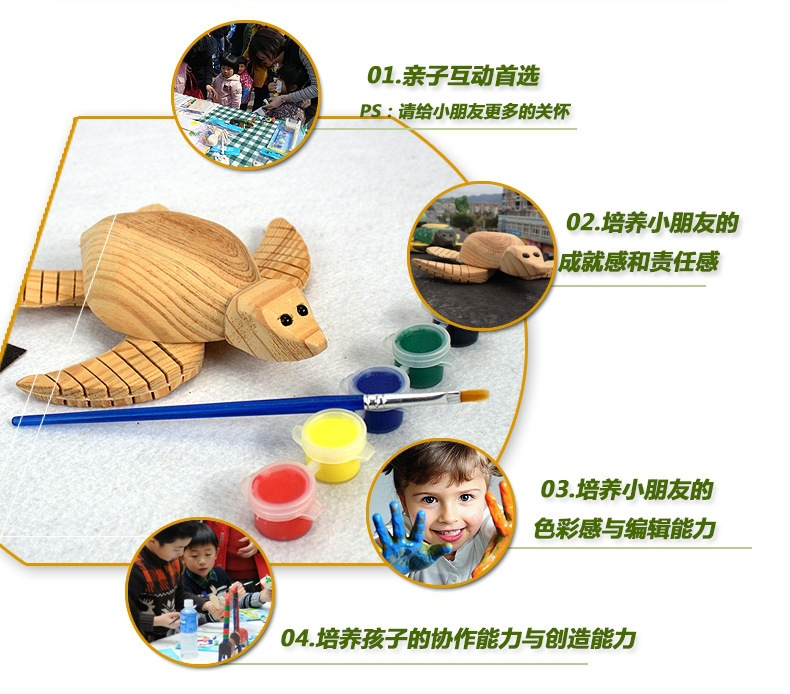 01.亲子互动首选
PS：请给小朋友更多的关怀
02.培养小朋友的
成就感和责任感
03.培养小朋友的
色彩感与编辑能力
04.培养孩子的协作能力与创造能力